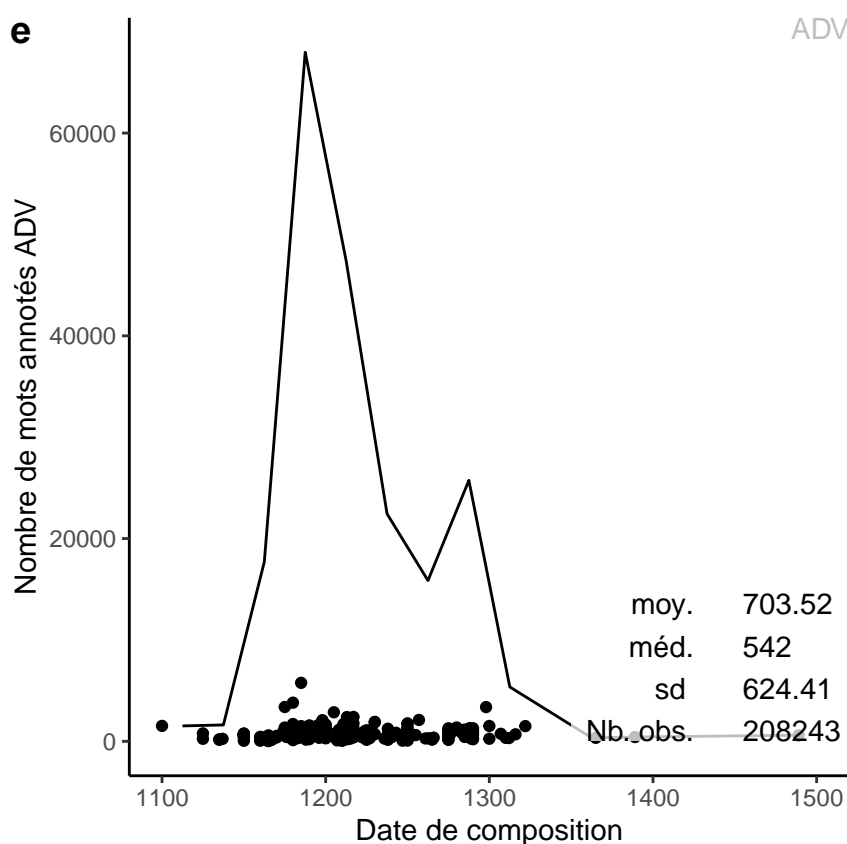 e
ADV
Nombre de mots annotés ADV
60000
40000
20000
0
moy. 703.52
méd. 542
sd 624.41
Nb. obs. 208243
1100 1200 1300 1400 1500
Date de composition